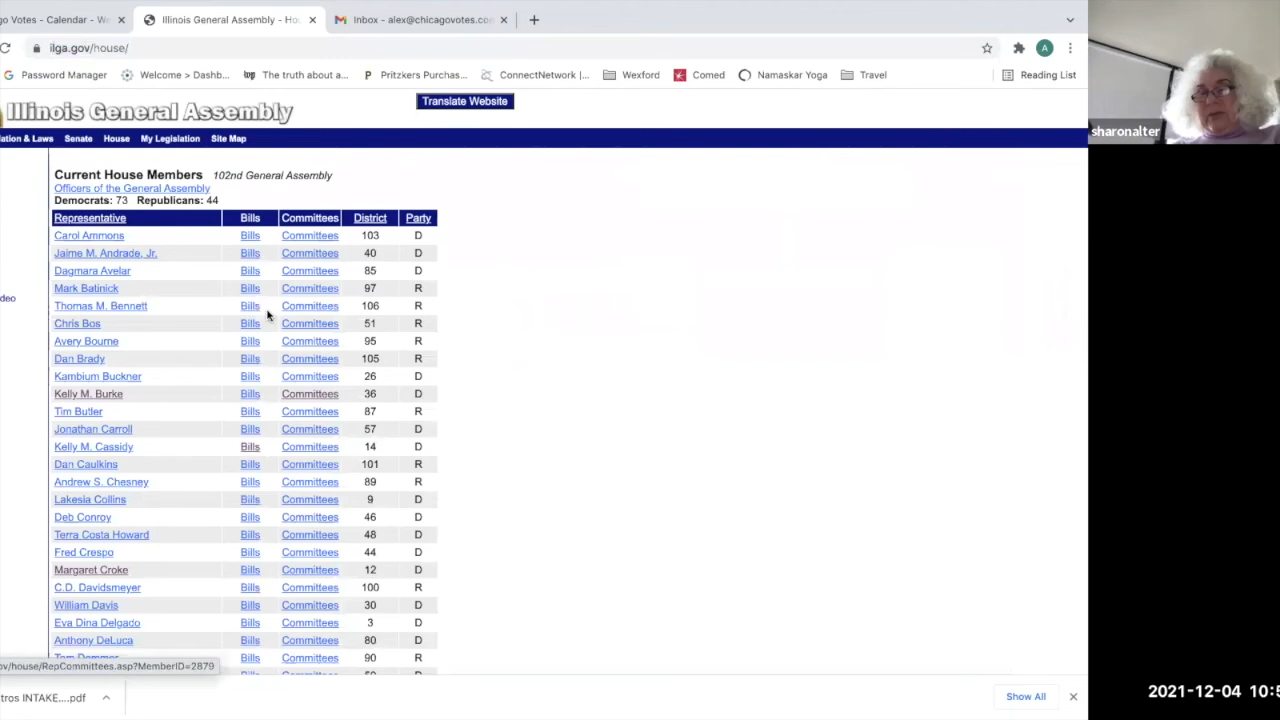 go Votes - Calendar - We
Illinois General Assembly - Hou
Inbox - alex@chicagovotes.com
ilga.gov/house/
A
Password Manager
Welcome > Dashb...
The truth about a...
Pritzkers Purchas...
ConnectNetwork |...
Wexford
Comed
Namaskar Yoga
Travel
Reading List
Illinois General Assembly
Translate Website
lation & Laws Senate House My Legislation Site Map
sharonalter
Current House Members 102nd General Assembly
Officers of the General Assembly
Democrats: 73 Republicans: 44
Representative Bills Committees District Party
Carol Ammons Bills Committees 103 D
Jaime M. Andrade, Jr. Bills Committees 40 D
Dagmara Avelar Bills Committees 85 D
Mark Batinick Bills Committees 97 R
Thomas M. Bennett Bills Committees 106 R
deo
Chris Bos Bills Committees 51 R
Avery Bourne Bills Committees 95 R
Dan Brady Bills Committees 105 R
Kambium Buckner Bills Committees 26 D
Kelly M. Burke Bills Committees 36 D
Tim Butler Bills Committees 87 R
Jonathan Carroll Bills Committees 57 D
Kelly M. Cassidy Bills Committees 14 D
Dan Caulkins Bills Committees 101 R
Andrew S. Chesney Bills Committees 89 R
Lakesia Collins Bills Committees 9 D
Deb Conroy Bills Committees 46 D
Terra Costa Howard Bills Committees 48 D
Fred Crespo Bills Committees 44 D
Margaret Croke Bills Committees 12 D
C.D. Davidsmeyer Bills Committees 100 R
William Davis Bills Committees 30 D
Eva Dina Delgado Bills Committees 3 D
Anthony DeLuca Bills Committees 80 D
Tom Demmer Bills Committees 90 R
ov/house/RepCommittees.asp?MemberID=2879
tros INTAKE....pdf
Show All
2021-12-04 10:5